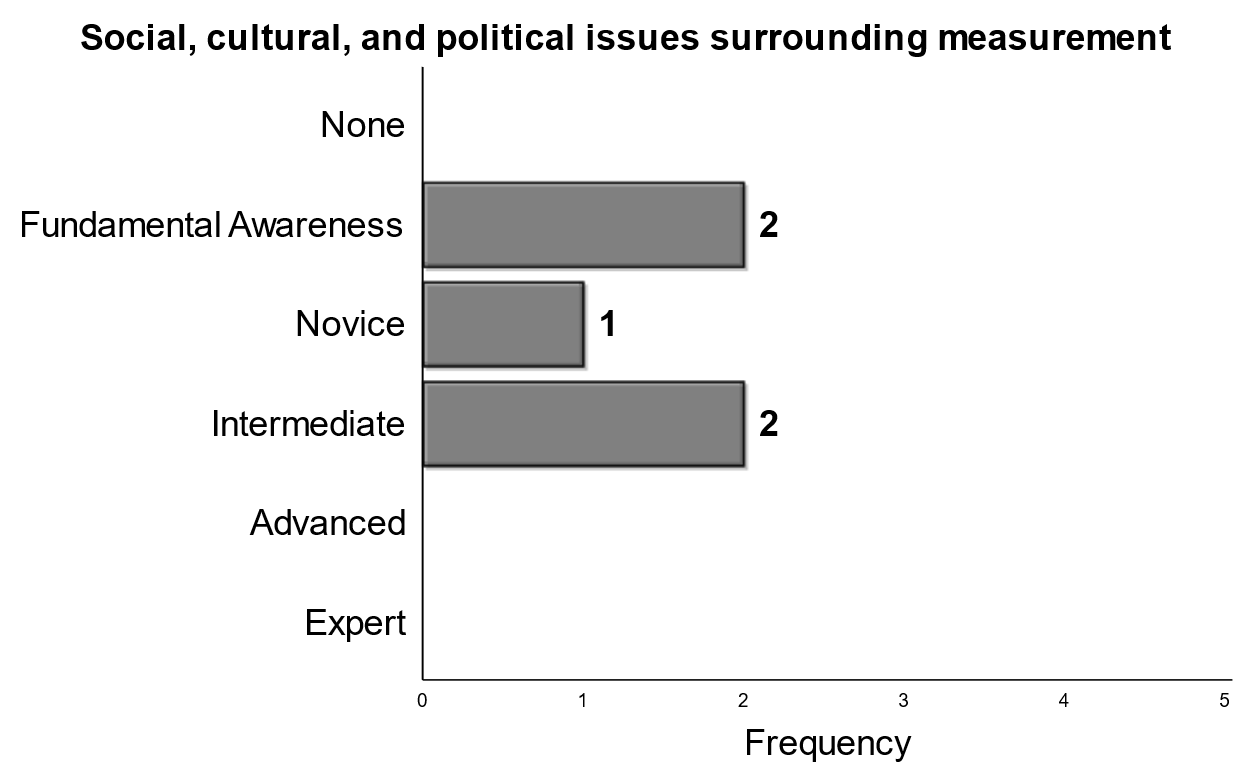 Social, cultural, and political issues surrounding measurement
None
Fundamental Awareness
2
Novice
1
Intermediate
2
Advanced
Expert
0 1 2 3 4 5
Frequency